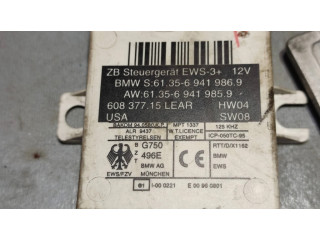 ZB Steuergerät EWS-3+ 12V
BMW S:61.35-6 941 986.9
AW:61.35-6 941 985.9
608 377.15 LEAR HW04
USA SW08
ALR 9437
TELESTYRELSEN
MPT 1337
W.T.LICENCE
EXEMPT
125 KHZ
B
Z
T
G750
496E
BMW AG
MÜNCHEN
RTT/D/X1162
BMW
EWS
EWS/FZV